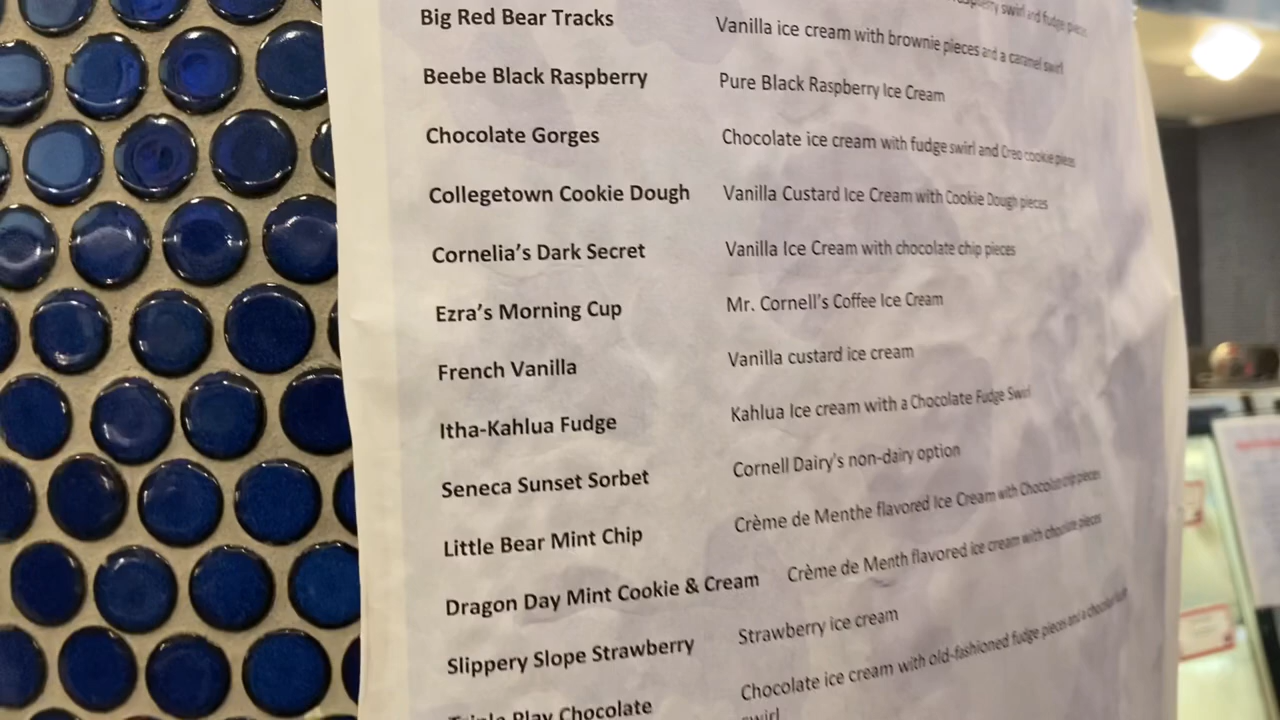 raspberry swirl and fudge pieces
Big Red Bear Tracks Vanilla ice cream with brownie pieces and a caramel swirl
Beebe Black Raspberry Pure Black Raspberry Ice Cream
Chocolate Gorges Chocolate ice cream with fudge swirl and Oreo cookie pieces
Collegetown Cookie Dough Vanilla Custard Ice Cream with Cookie Dough pieces
Cornelia's Dark Secret Vanilla Ice Cream with chocolate chip pieces
Ezra's Morning Cup Mr. Cornell's Coffee Ice Cream
French Vanilla Vanilla custard ice cream
Itha-Kahlua Fudge Kahlua Ice cream with a Chocolate Fudge Swirl
Seneca Sunset Sorbet Cornell Dairy's non-dairy option
Little Bear Mint Chip Crème de Menthe flavored Ice Cream with Chocolate chip pieces
Dragon Day Mint Cookie & Cream Crème de Menth flavored ice cream with chocolate pieces
Slippery Slope Strawberry Strawberry ice cream
Triple Play Chocolate Chocolate ice cream with old-fashioned fudge pieces and a chocolate
swirl